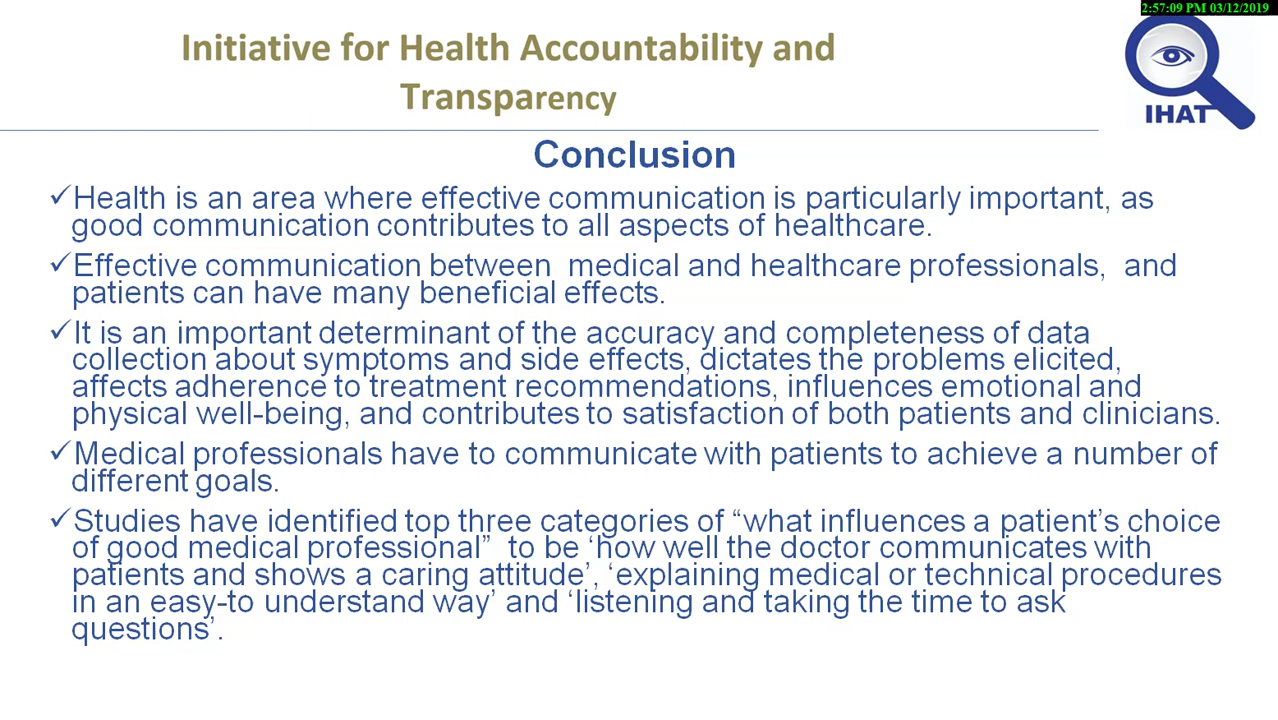 2:57:09 PM 03/12/2019
Initiative for Health Accountability and
Transparency
IHAT
Conclusion
✓Health is an area where effective communication is particularly important, as
good communication contributes to all aspects of healthcare.
✓Effective communication between  medical and healthcare professionals,  and
patients can have many beneficial effects.
✓It is an important determinant of the accuracy and completeness of data
collection about symptoms and side effects, dictates the problems elicited,
affects adherence to treatment recommendations, influences emotional and
physical well-being, and contributes to satisfaction of both patients and clinicians.
✓Medical professionals have to communicate with patients to achieve a number of
different goals.
✓Studies have identified top three categories of “what influences a patient’s choice
of good medical professional”  to be ‘how well the doctor communicates with
patients and shows a caring attitude’, ‘explaining medical or technical procedures
in an easy-to understand way’ and ‘listening and taking the time to ask
questions’.